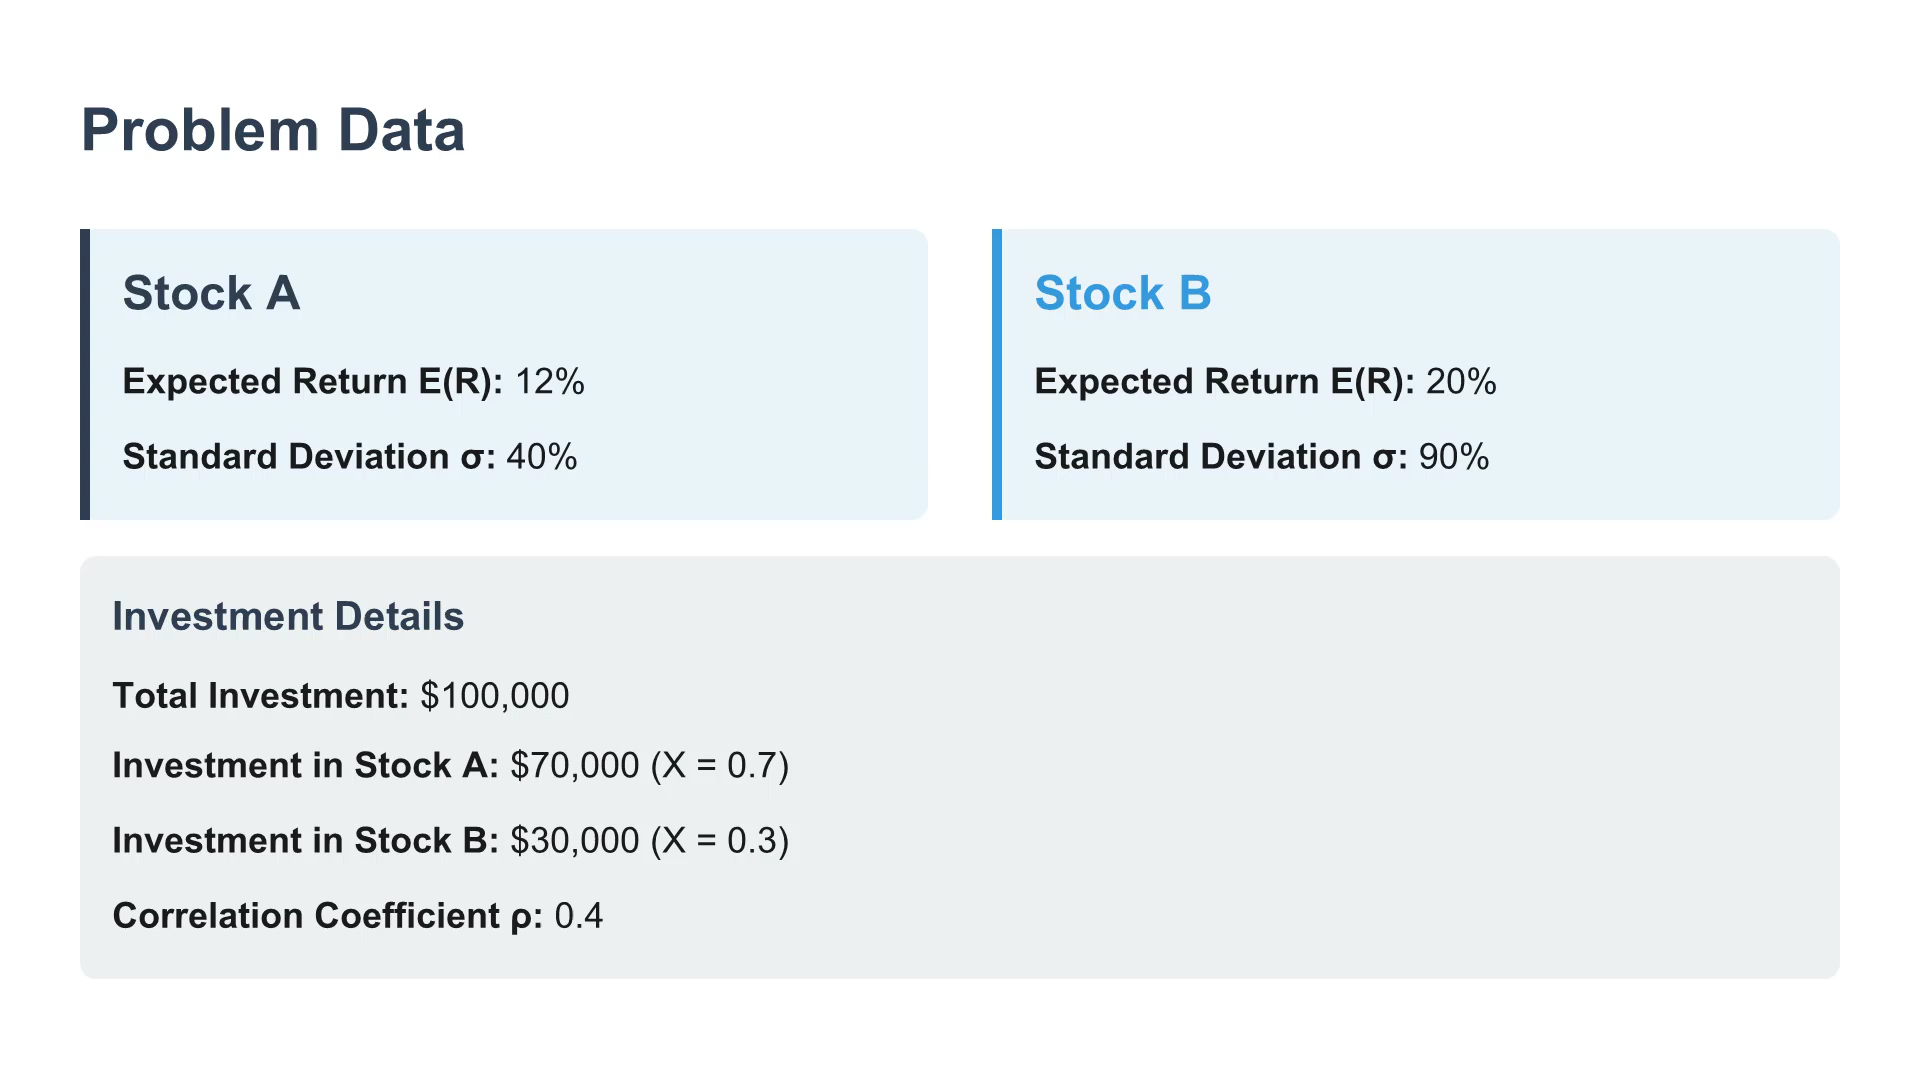 Problem Data
Stock A
Expected Return E(R): 12%
Standard Deviation σ: 40%
Stock B
Expected Return E(R): 20%
Standard Deviation σ: 90%
Investment Details
Total Investment: $100,000
Investment in Stock A: $70,000 (X = 0.7)
Investment in Stock B: $30,000 (X = 0.3)
Correlation Coefficient ρ: 0.4